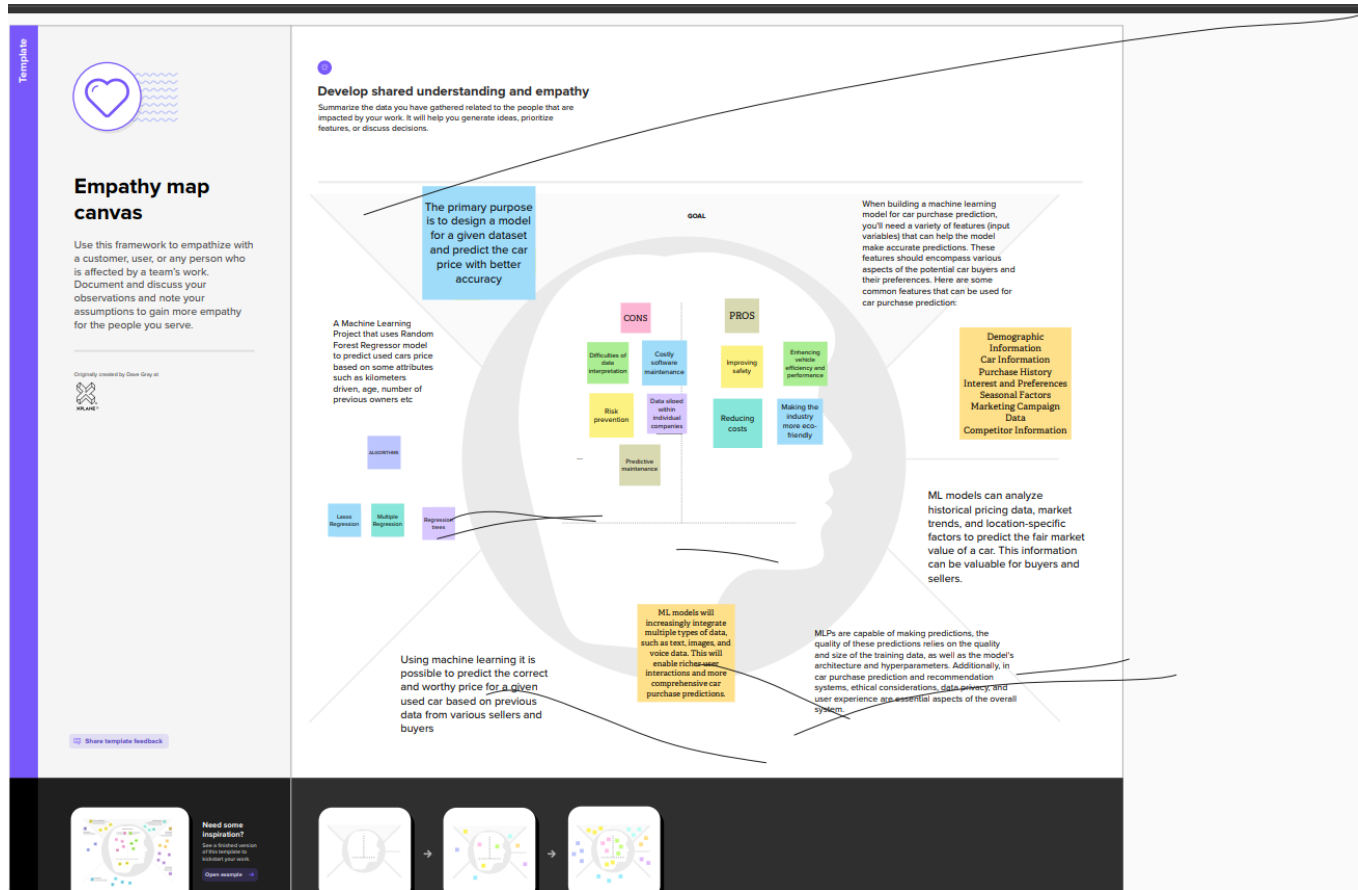 Template
Empathy map
canvas
Use this framework to empathize with
a customer, user, or any person who
is affected by a team's work.
Document and discuss your
observations and note your
assumptions to gain more empathy
for the people you serve.
Originally created by Dave Gray at
XPLANE
Share template feedback
Develop shared understanding and empathy
Summarize the data you have gathered related to the people that are
impacted by your work. It will help you generate ideas, prioritize
features, or discuss decisions.
The primary purpose
is to design a model
for a given dataset
and predict the car
price with better
accuracy
GOAL
When building a machine learning
model for car purchase prediction,
you'll need a variety of features (input
variables) that can help the model
make accurate predictions. These
features should encompass various
aspects of the potential car buyers and
their preferences. Here are some
common features that can be used for
car purchase prediction:
A Machine Learning
Project that uses Random
Forest Regressor model
to predict used cars price
based on some attributes
such as kilometers
driven, age, number of
previous owners etc
CONS
PROS
Difficulties of
data
interpretation
Costly
software
maintenance
Improving
safety
Enhancing
vehicle
efficiency and
performance
Risk
prevention
Data siloed
within
individual
companies
Reducing
costs
Making the
industry
more eco-
friendly
Predictive
maintenance
Demographic
Information
Car Information
Purchase History
Interest and Preferences
Seasonal Factors
Marketing Campaign
Data
Competitor Information
ALGORITHMS
Lasso
Regression
Multiple
Regression
Regression
trees
ML models can analyze
historical pricing data, market
trends, and location-specific
factors to predict the fair market
value of a car. This information
can be valuable for buyers and
sellers.
ML models will
increasingly integrate
multiple types of data,
such as text, images, and
voice data. This will
enable richer user
interactions and more
comprehensive car
purchase predictions.
Using machine learning it is
possible to predict the correct
and worthy price for a given
used car based on previous
data from various sellers and
buyers
MLPs are capable of making predictions, the
quality of these predictions relies on the quality
and size of the training data, as well as the model's
architecture and hyperparameters. Additionally, in
car purchase prediction and recommendation
systems, ethical considerations, data privacy, and
user experience are essential aspects of the overall
system.
Need some
inspiration?
See a finished version
of this template to
kickstart your work.
Open example